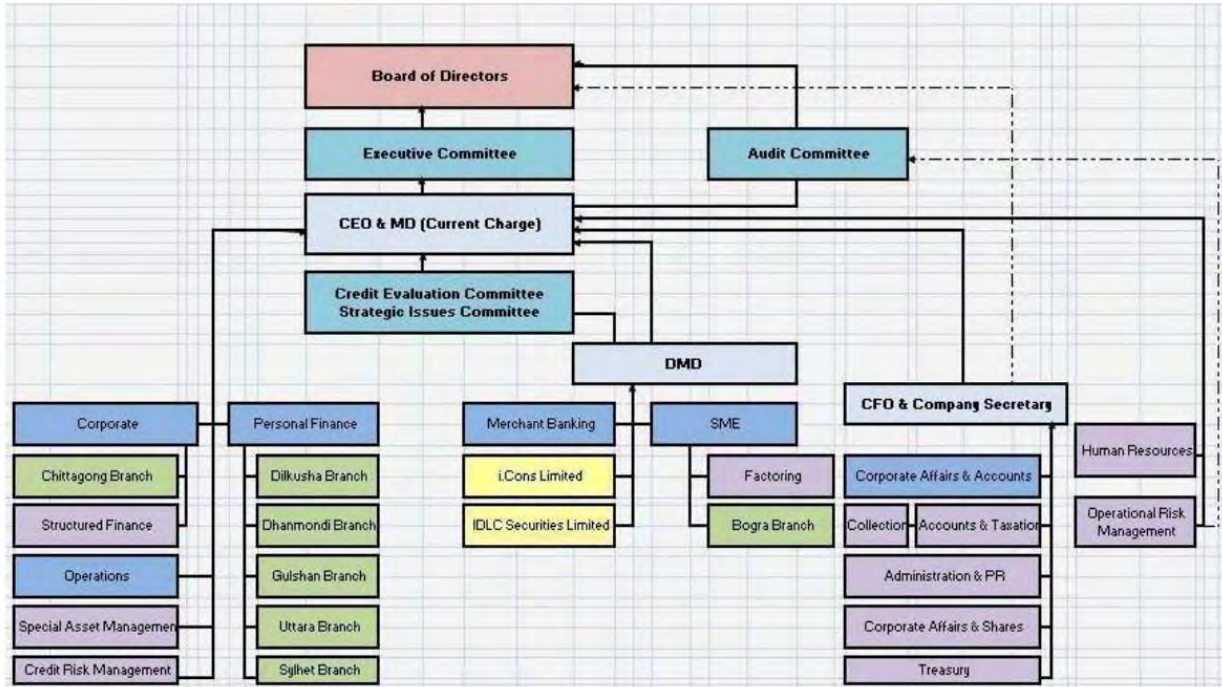 Board of Directors
Executive Committee
Audit Committee
CEO & MD (Current Charge)
Credit Evaluation Committee
Strategic Issues Committee
DMD
CFO & Company Secretary
Corporate
Personal Finance
Merchant Banking
SME
Human Resources
Chittagong Branch
Dilkusha Branch
i.Cons Limited
Factoring
Corporate Affairs & Accounts
Structured Finance
Dhanmondi Branch
IDLC Securities Limited
Bogra Branch
Collection
Accounts & Taxation
Operational Risk
Management
Operations
Gulshan Branch
Administration & PR
Special Asset Managemen
Uttara Branch
Corporate Affairs & Shares
Credit Risk Management
Sylhet Branch
Treasury